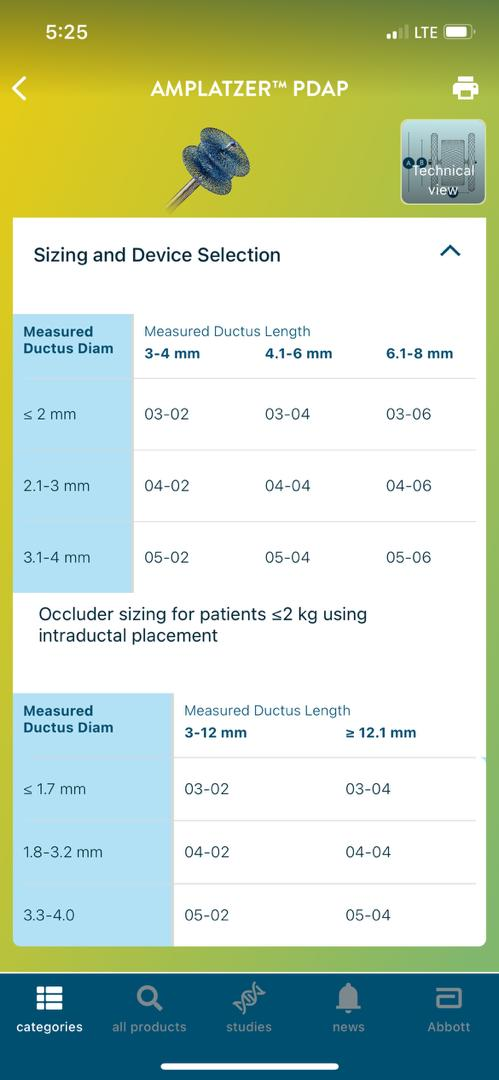 5:25
LTE
AMPLATZER™ PDAP
A B
Technical
view
Sizing and Device Selection
Measured
Ductus Diam
Measured Ductus Length
3-4 mm 4.1-6 mm 6.1-8 mm
≤ 2 mm 03-02 03-04 03-06
2.1-3 mm 04-02 04-04 04-06
3.1-4 mm 05-02 05-04 05-06
Occluder sizing for patients ≤2 kg using
intraductal placement
Measured
Ductus Diam
Measured Ductus Length
3-12 mm ≥ 12.1 mm
≤ 1.7 mm 03-02 03-04
1.8-3.2 mm 04-02 04-04
3.3-4.0 05-02 05-04
categories all products studies news Abbott